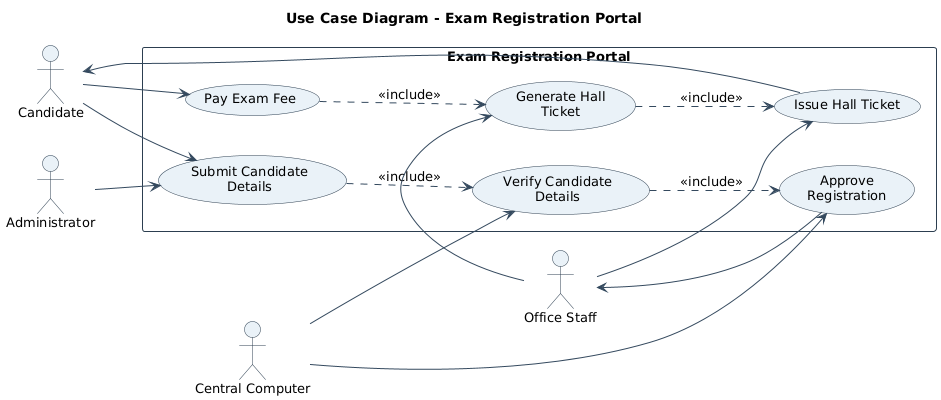 Use Case Diagram - Exam Registration Portal
Exam Registration Portal
Candidate
Pay Exam Fee
«include»
Generate Hall
Ticket
«include»
Issue Hall Ticket
Administrator
Submit Candidate
Details
«include»
Verify Candidate
Details
«include»
Approve
Registration
Office Staff
Central Computer